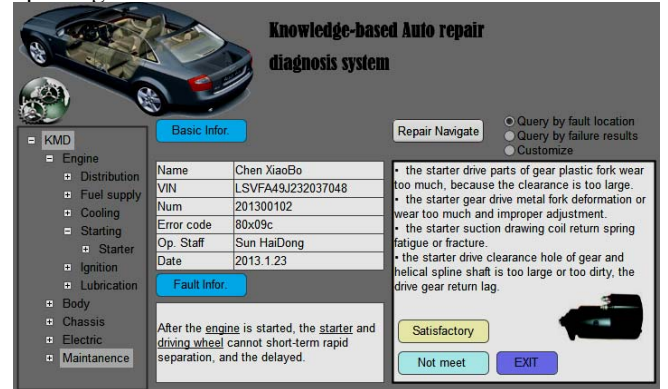 Knowledge-based Auto repair
diagnosis system
KMD
Engine
Distribution
Fuel supply
Cooling
Starting
Starter
Ignition
Lubrication
Body
Chassis
Electric
Maintanence
Basic Infor.
Name Chen XiaoBo
VIN LSVFA49J232037048
Num 201300102
Error code 80x09c
Op. Staff Sun HaiDong
Date 2013.1.23
Fault Infor.
After the engine is started, the starter and
driving wheel cannot short-term rapid
separation, and the delayed.
Repair Navigate
Query by fault location
Query by failure results
Customize
• the starter drive parts of gear plastic fork wear
too much, because the clearance is too large.
• the starter gear drive metal fork deformation or
wear too much and improper adjustment.
• the starter suction drawing coil return spring
fatigue or fracture.
• the starter drive clearance hole of gear and
helical spline shaft is too large or too dirty, the
drive gear return lag.
Satisfactory
Not meet
EXIT